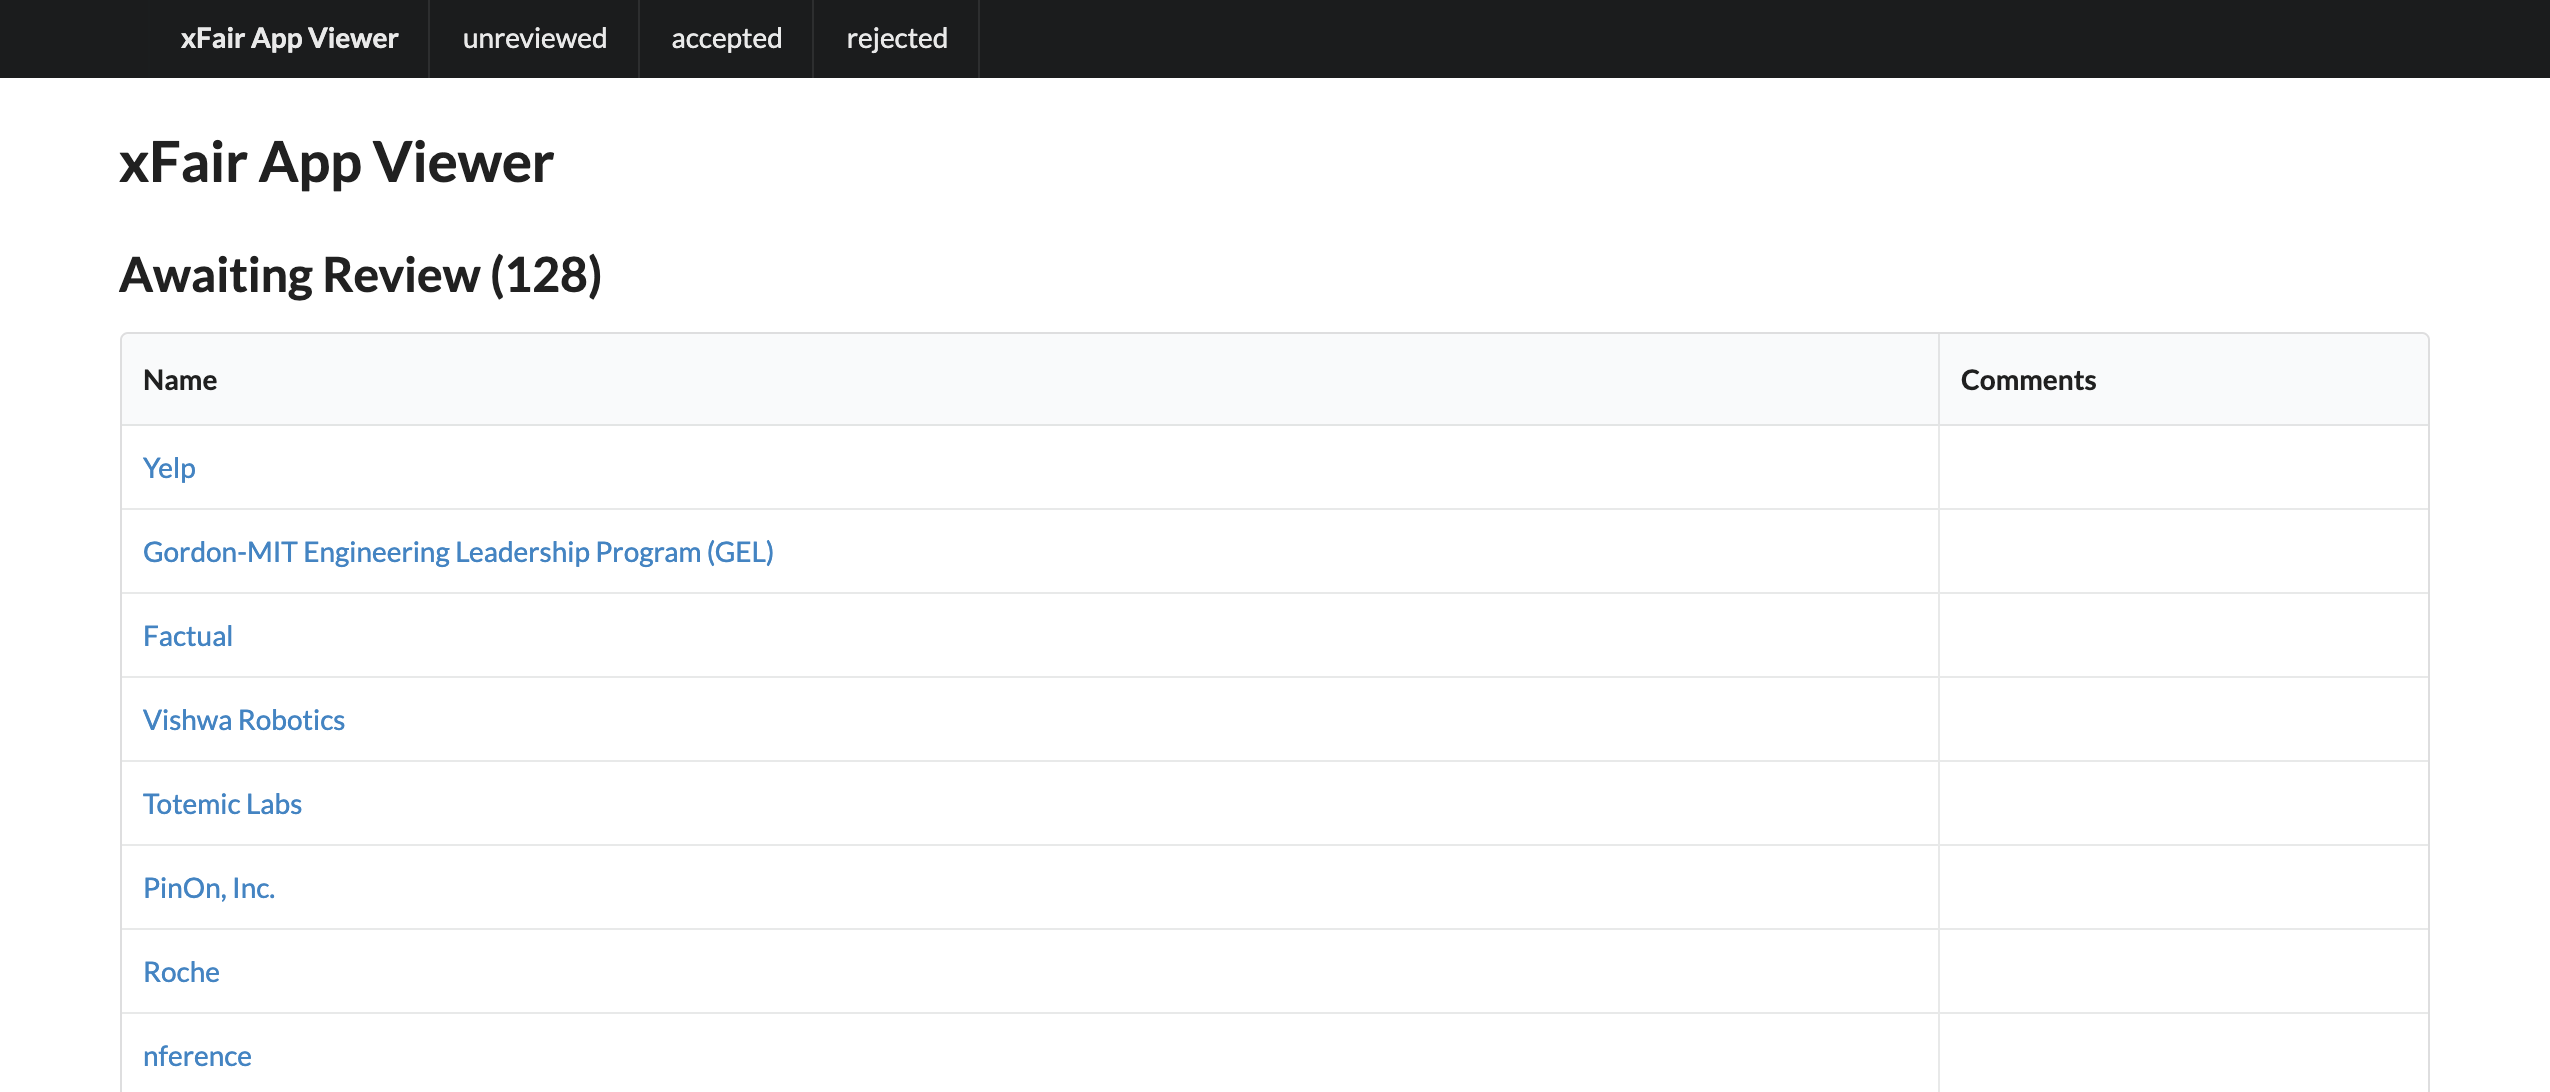 xFair App Viewer unreviewed accepted rejected
xFair App Viewer
Awaiting Review (128)
Name Comments
Yelp
Gordon-MIT Engineering Leadership Program (GEL)
Factual
Vishwa Robotics
Totemic Labs
PinOn, Inc.
Roche
nference